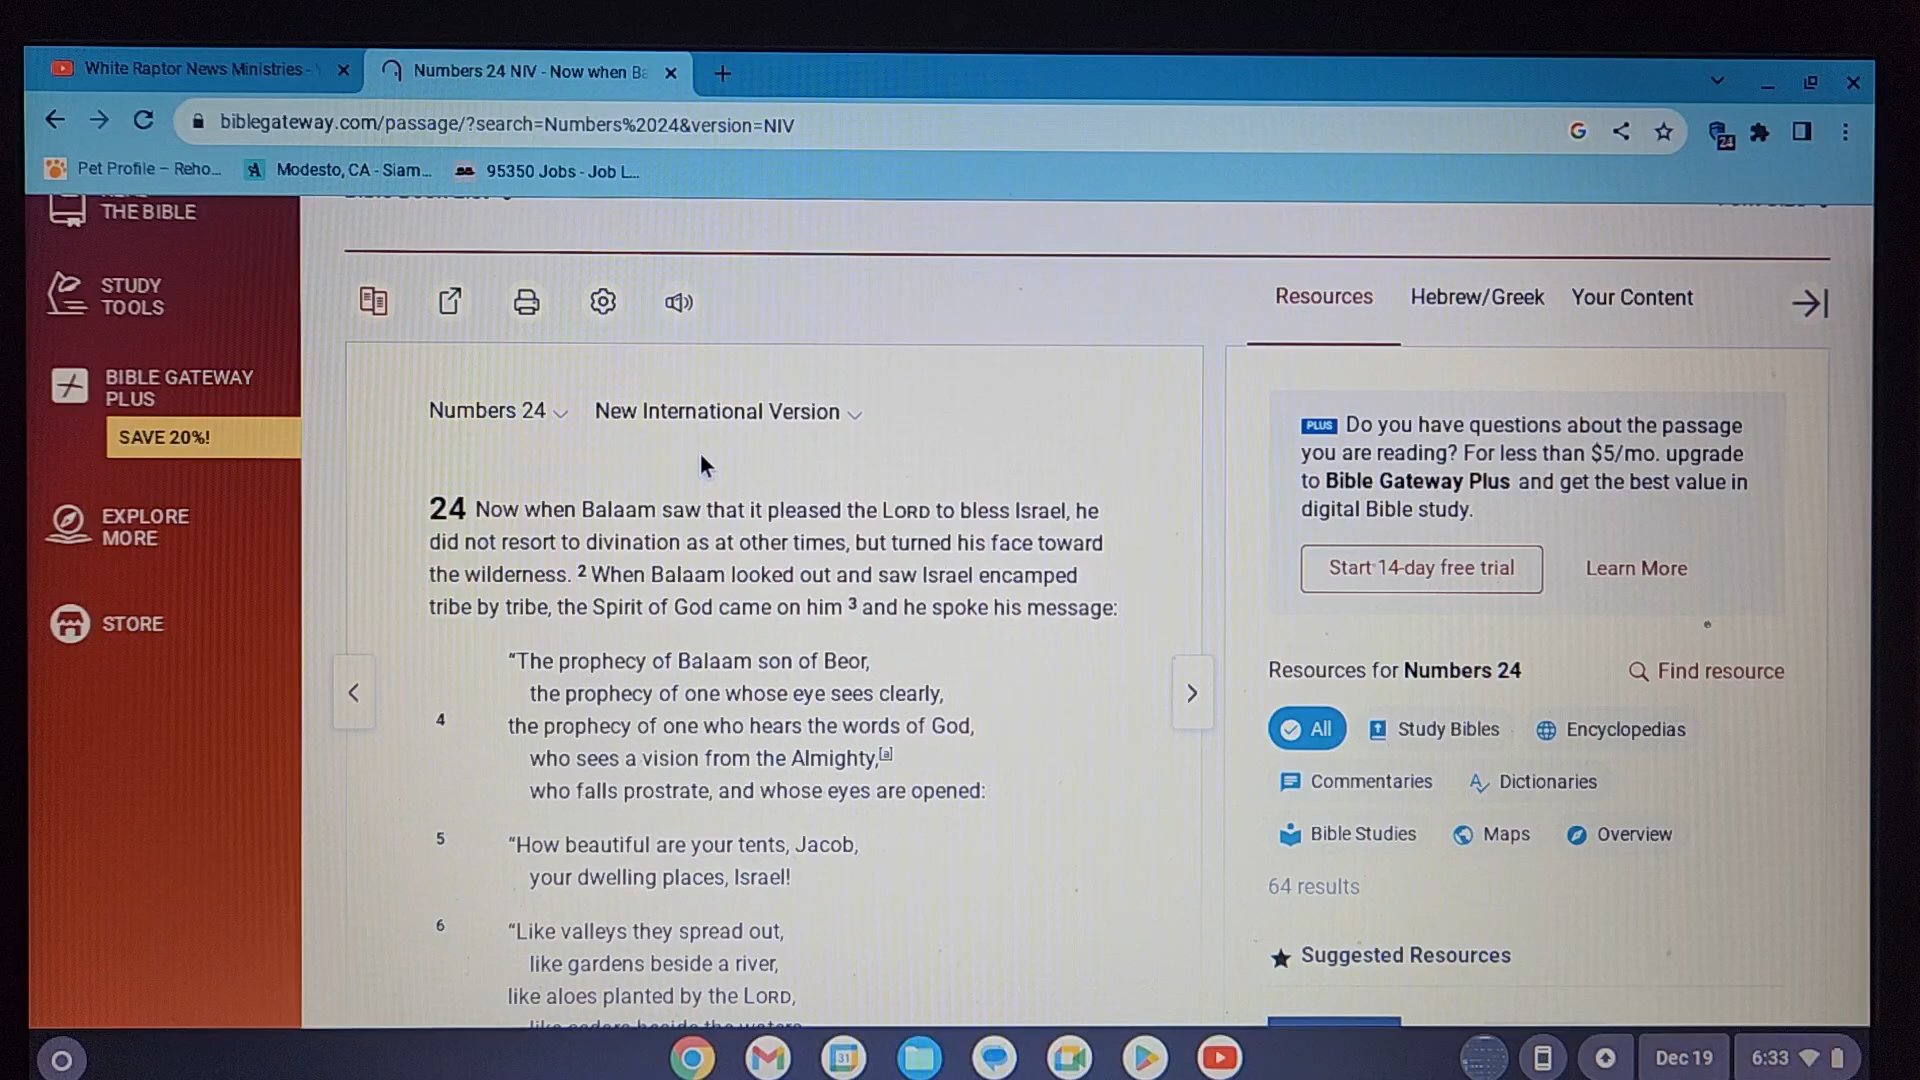 White Raptor News Ministries -
Numbers 24 NIV - Now when Ba
biblegateway.com/passage/?search=Numbers%2024&version=NIV
24
Pet Profile – Reho...
Modesto, CA - Siam...
95350 Jobs - Job L...
THE BIBLE
STUDY
TOOLS
BIBLE GATEWAY
PLUS
SAVE 20%!
EXPLORE
MORE
STORE
Resources
Hebrew/Greek
Your Content
Numbers 24
New International Version
24 Now when Balaam saw that it pleased the LORD to bless Israel, he
did not resort to divination as at other times, but turned his face toward
the wilderness. 2 When Balaam looked out and saw Israel encamped
tribe by tribe, the Spirit of God came on him 3 and he spoke his message:
“The prophecy of Balaam son of Beor,
the prophecy of one whose eye sees clearly,
4 the prophecy of one who hears the words of God,
who sees a vision from the Almighty,[a]
who falls prostrate, and whose eyes are opened:
5 “How beautiful are your tents, Jacob,
your dwelling places, Israel!
6 “Like valleys they spread out,
like gardens beside a river,
like aloes planted by the LORD,
like cedars beside the waters.
PLUS Do you have questions about the passage
you are reading? For less than $5/mo. upgrade
to Bible Gateway Plus and get the best value in
digital Bible study.
Start 14-day free trial
Learn More
Resources for Numbers 24
Find resource
All
Study Bibles
Encyclopedias
Commentaries
Dictionaries
Bible Studies
Maps
Overview
64 results
Suggested Resources
31
Dec 19
6:33